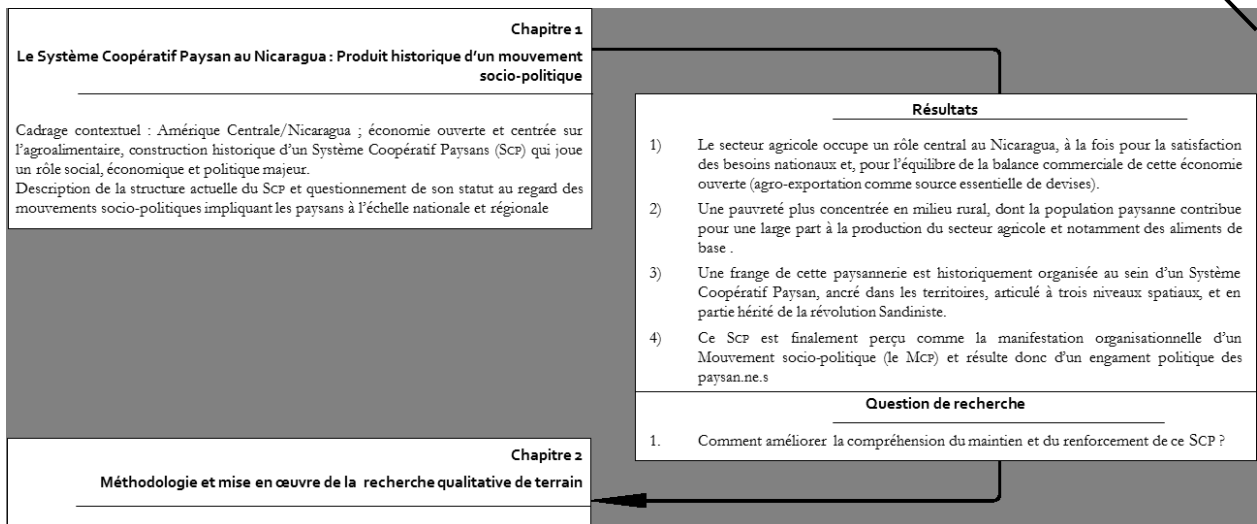 Chapitre 1
Le Système Coopératif Paysan au Nicaragua : Produit historique d'un mouvement
socio-politique
Cadrage contextuel : Amérique Centrale/Nicaragua ; économie ouverte et centrée sur
l'agroalimentaire, construction historique d'un Système Coopératif Paysans (SCP) qui joue
un rôle social, économique et politique majeur.
Description de la structure actuelle du SCP et questionnement de son statut au regard des
mouvements socio-politiques impliquant les paysans à l'échelle nationale et régionale
Résultats
1) Le secteur agricole occupe un rôle central au Nicaragua, à la fois pour la satisfaction
des besoins nationaux et, pour l'équilibre de la balance commerciale de cette économie
ouverte (agro-exportation comme source essentielle de devises).
2) Une pauvreté plus concentrée en milieu rural, dont la population paysanne contribue
pour une large part à la production du secteur agricole et notamment des aliments de
base .
3) Une frange de cette paysannerie est historiquement organisée au sein d'un Système
Coopératif Paysan, ancré dans les territoires, articulé à trois niveaux spatiaux, et en
partie hérité de la révolution Sandiniste.
4) Ce SCP est finalement perçu comme la manifestation organisationnelle d'un
Mouvement socio-politique (le MCP) et résulte donc d'un engament politique des
paysan.ne.s
Question de recherche
1. Comment améliorer la compréhension du maintien et du renforcement de ce SCP ?
Chapitre 2
Méthodologie et mise en œuvre de la recherche qualitative de terrain